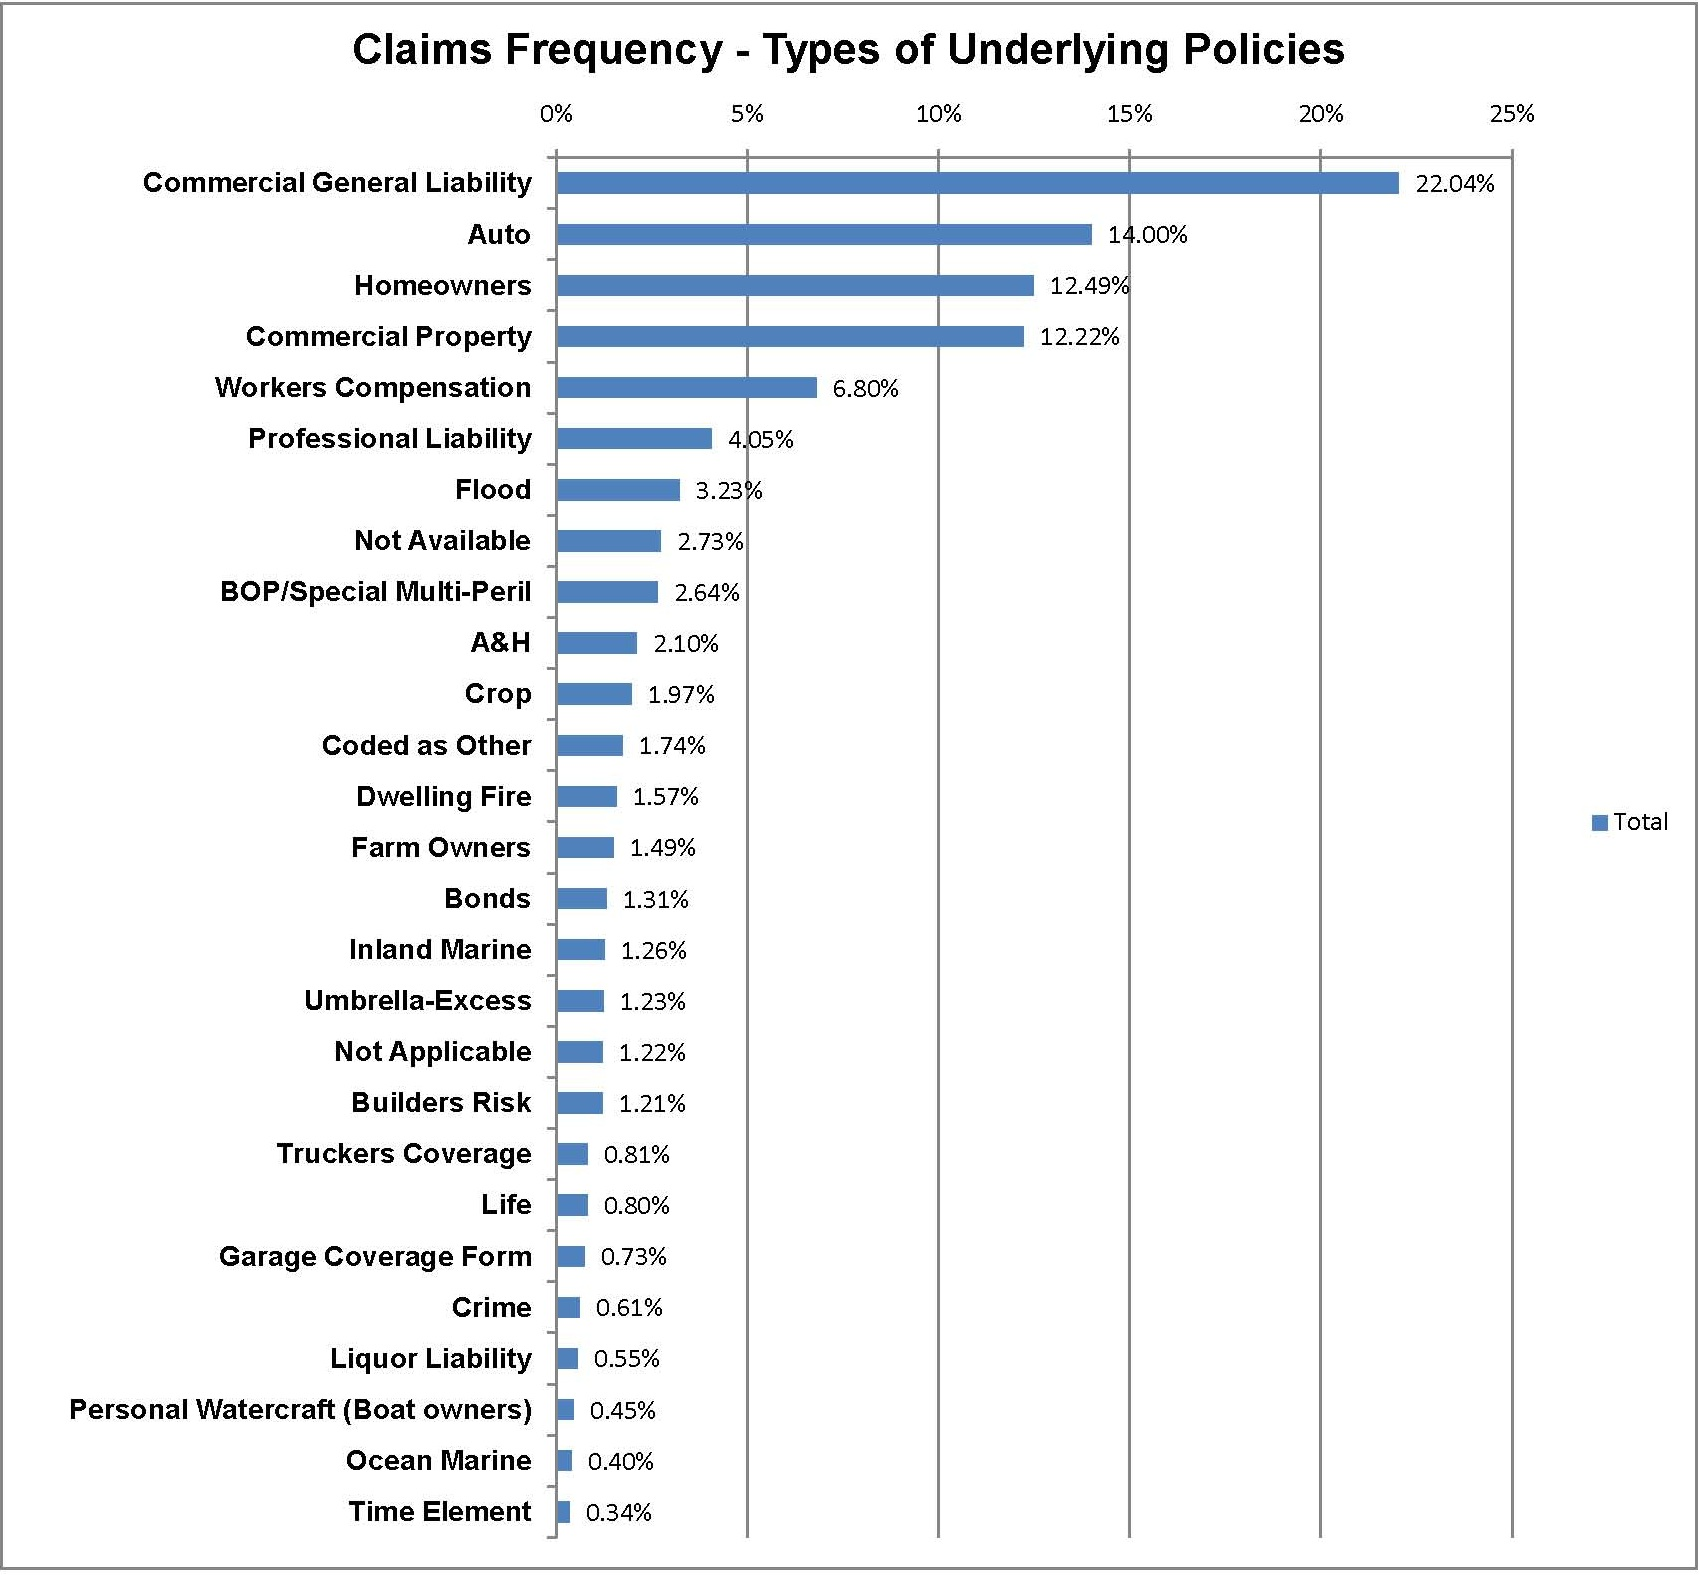 Claims Frequency - Types of Underlying Policies
0% 5% 10% 15% 20% 25%
Commercial General Liability 22.04%
Auto 14.00%
Homeowners 12.49%
Commercial Property 12.22%
Workers Compensation 6.80%
Professional Liability 4.05%
Flood 3.23%
Not Available 2.73%
BOP/Special Multi-Peril 2.64%
A&H 2.10%
Crop 1.97%
Coded as Other 1.74%
Dwelling Fire 1.57%
Total
Farm Owners 1.49%
Bonds 1.31%
Inland Marine 1.26%
Umbrella-Excess 1.23%
Not Applicable 1.22%
Builders Risk 1.21%
Truckers Coverage 0.81%
Life 0.80%
Garage Coverage Form 0.73%
Crime 0.61%
Liquor Liability 0.55%
Personal Watercraft (Boat owners) 0.45%
Ocean Marine 0.40%
Time Element 0.34%